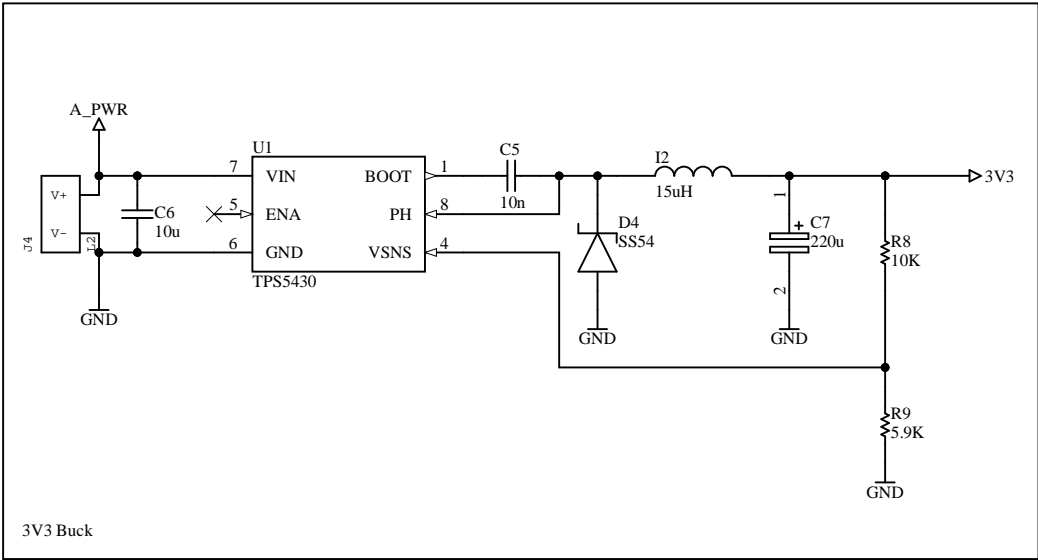 A_PWR
J4
V+
V-
L2
C6
10u
GND
U1
7
VIN
BOOT
1
5
ENA
PH
8
6
GND
VSNS
4
TPS5430
C5
10n
D4
SS54
GND
I2
15uH
1
C7
220u
2
GND
3V3
R8
10K
R9
5.9K
GND
3V3 Buck